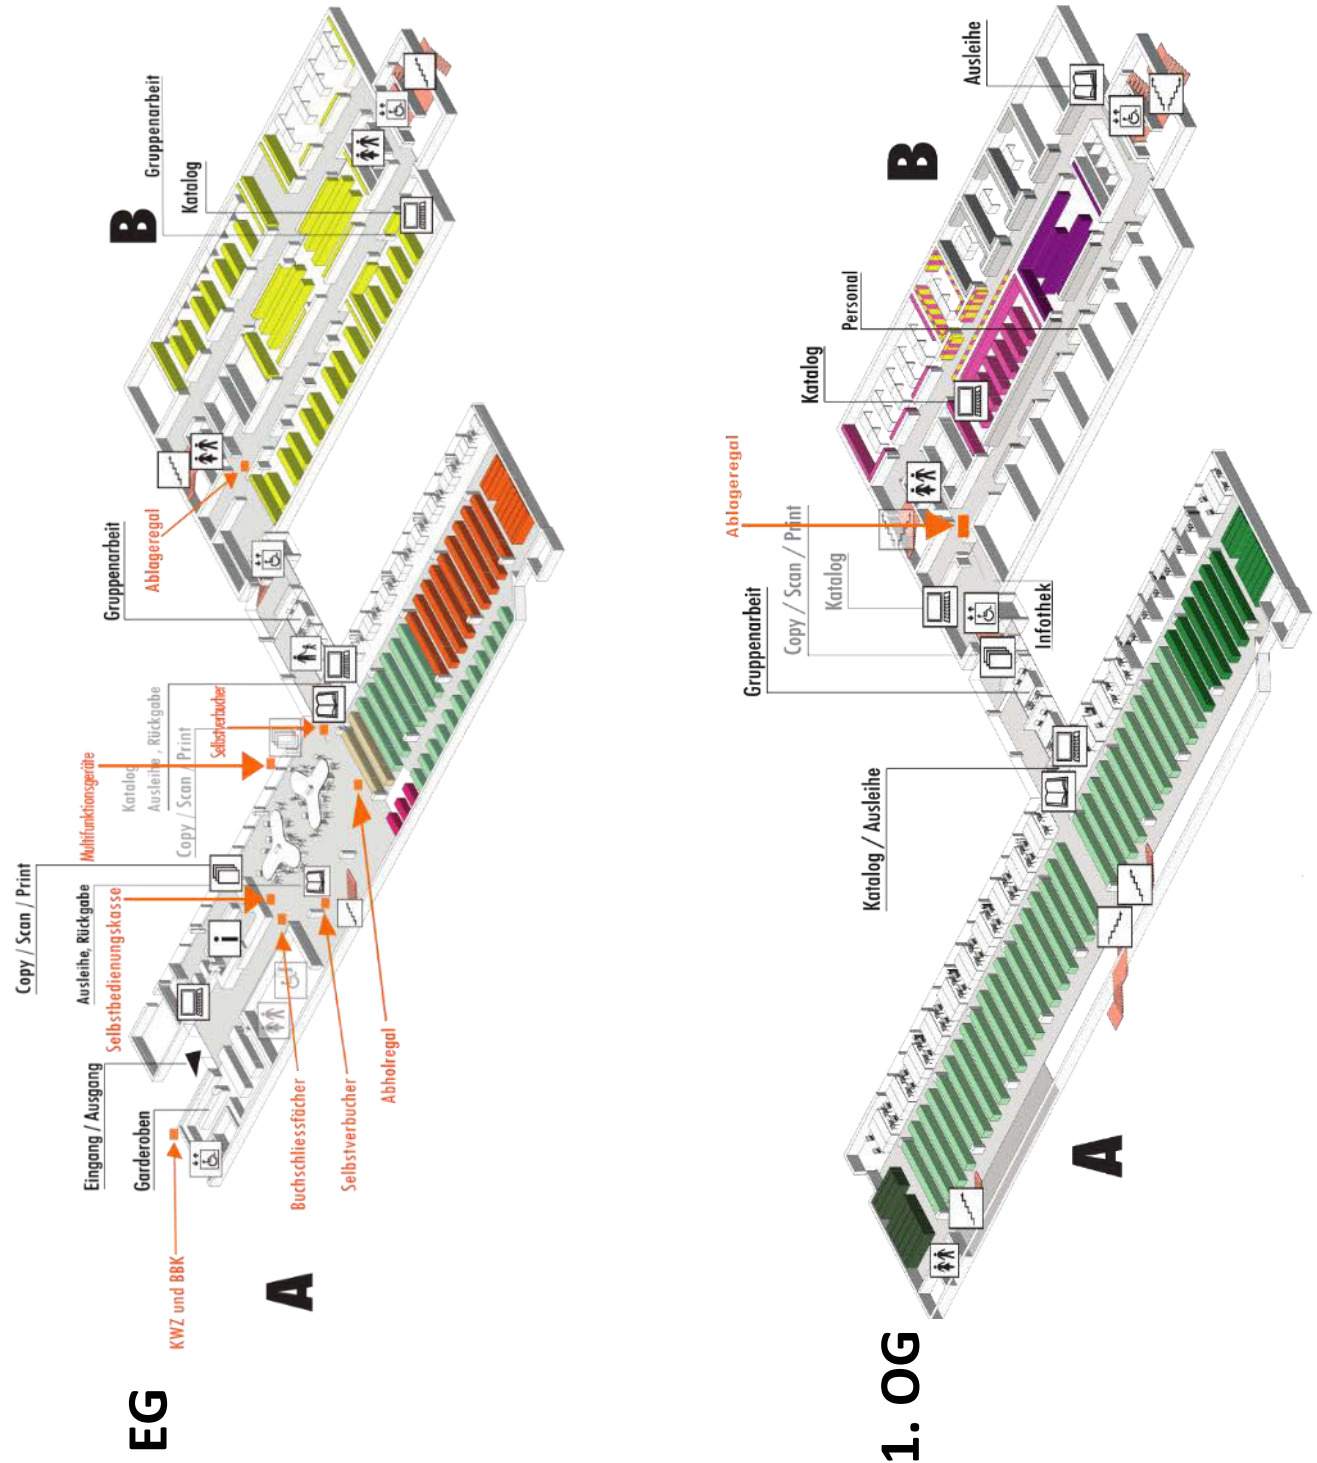 EG
A
B
KWZ und BBK
Garderoben
Eingang / Ausgang
Selbstbedienungskasse
Ausleihe, Rückgabe
Copy / Scan / Print
Buchschliessfächer
Selbstverbucher
Abholregal
Multifunktionsgeräte
Katalog
Ausleihe , Rückgabe
Copy / Scan / Print
Selbstverbucher
Gruppenarbeit
Ablageregal
Gruppenarbeit
Katalog
i
1. OG
A
B
Katalog / Ausleihe
Gruppenarbeit
Copy / Scan / Print
Katalog
Infothek
Ablageregal
Katalog
Personal
Ausleihe